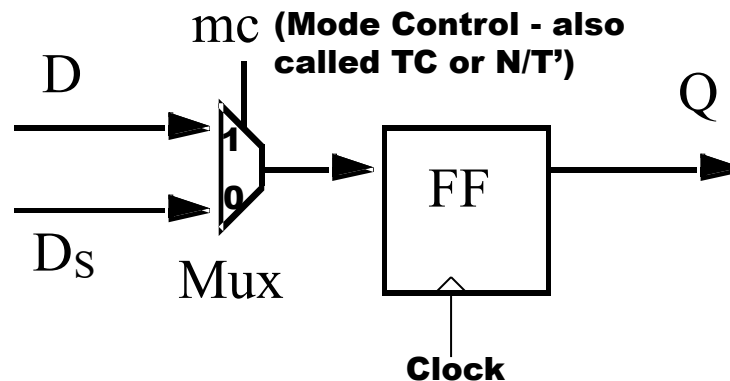 mc (Mode Control - also
called TC or N/T’)
D
Q
1
FF
0
DS
Mux
Clock